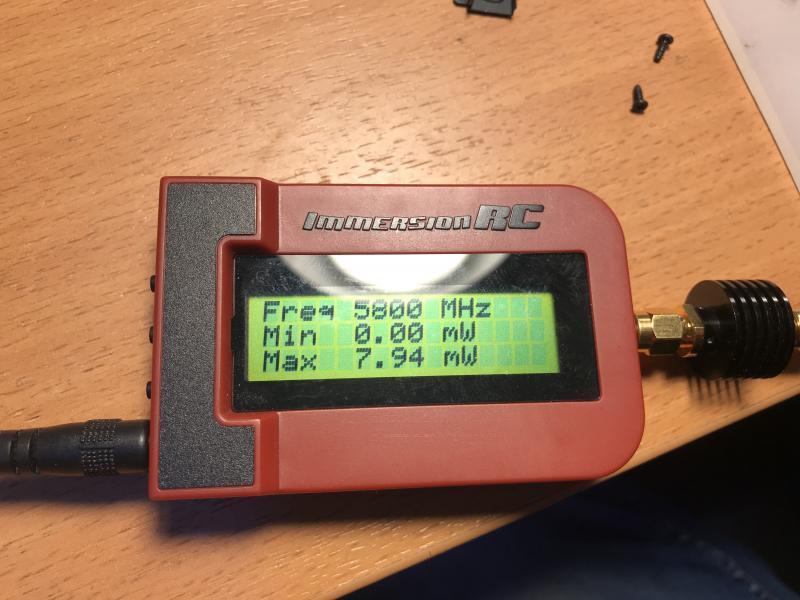 ImmersionRC
Freq 5800 MHz
Min 0.00 mW
Max 7.94 mW